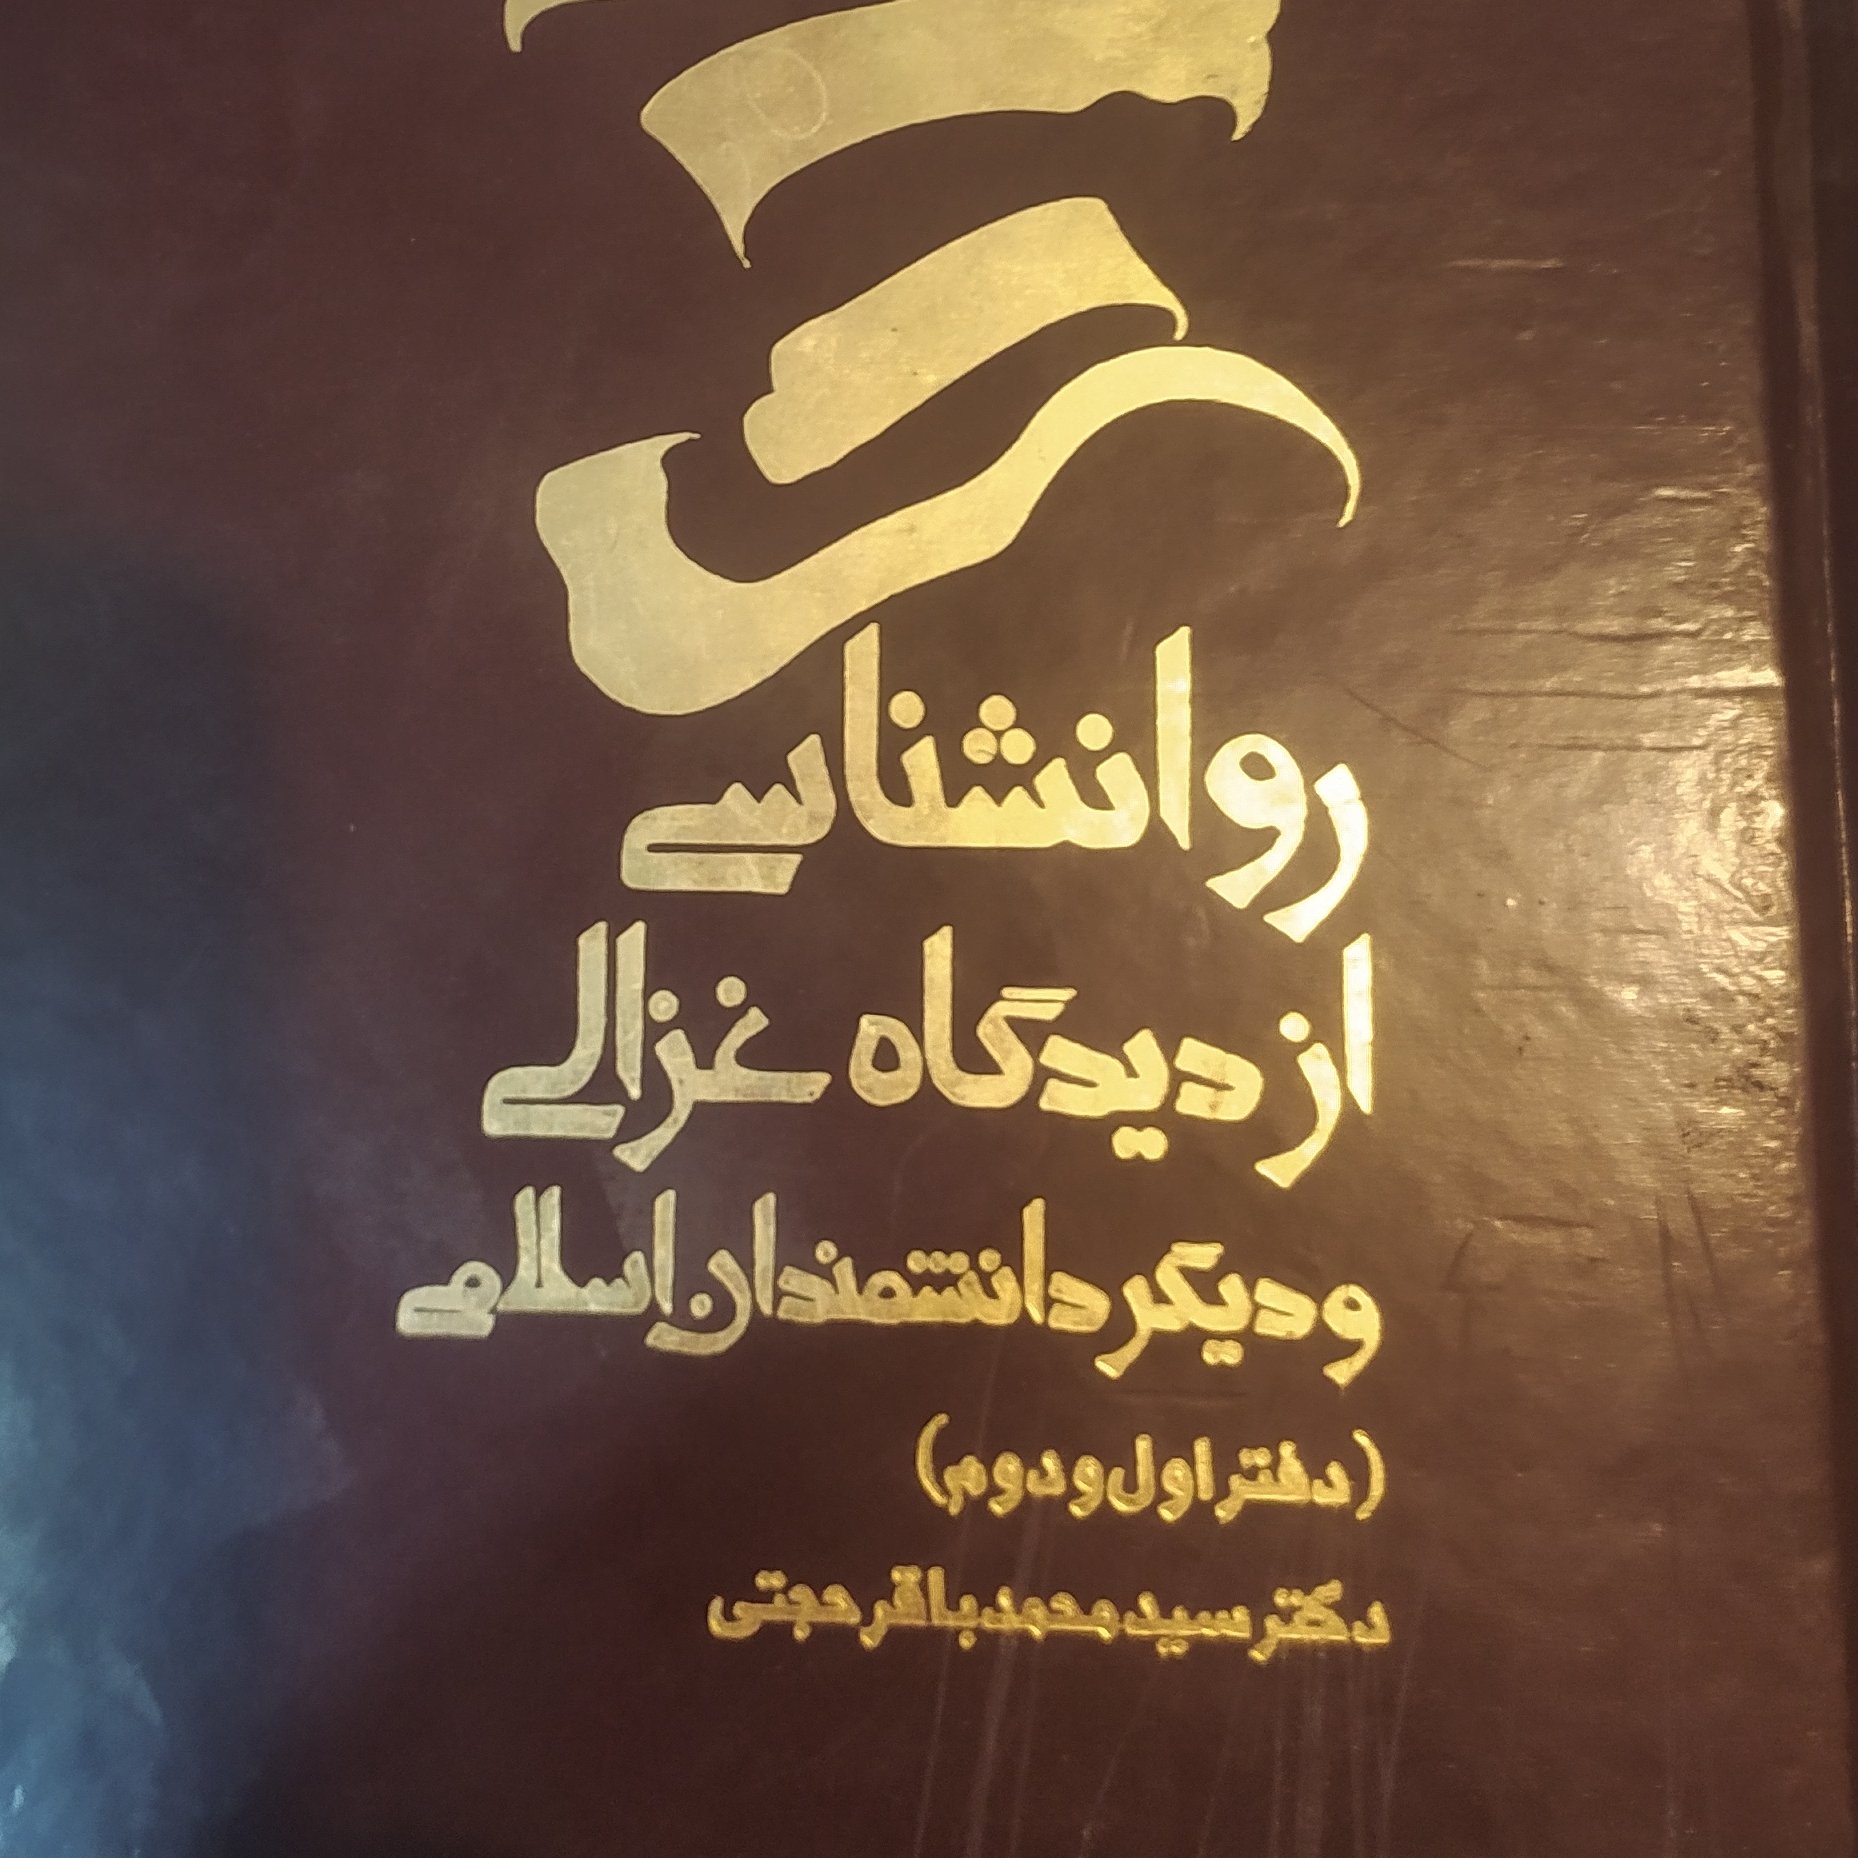 روانشناسی
از دیدگاه غزالی
و دیگر دانشمندان اسلامی
(دفتر اول و دوم)
دکتر سید محمد باقر حجتی